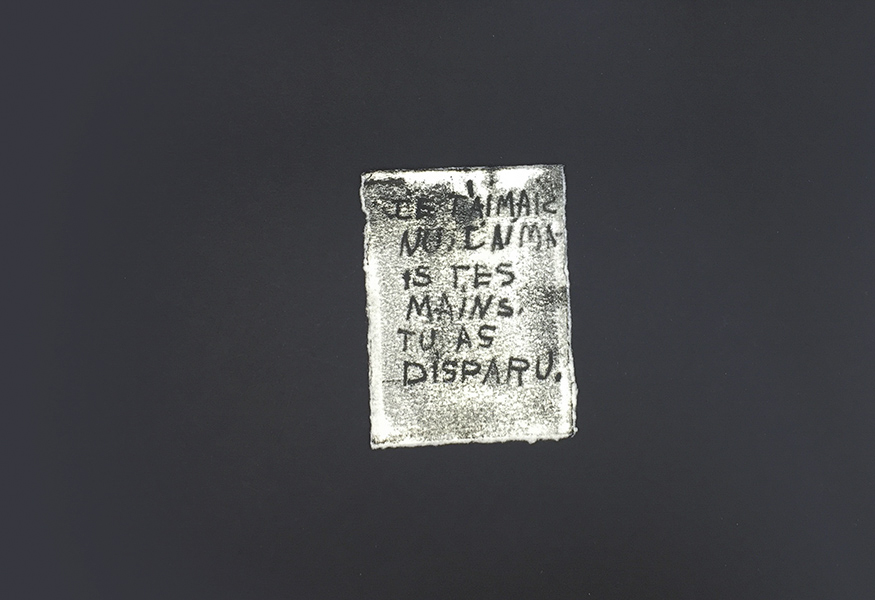 JE T'AIMAIS
NU, J'AIMA-
IS TES
MAINS.
TU AS
DISPARU.